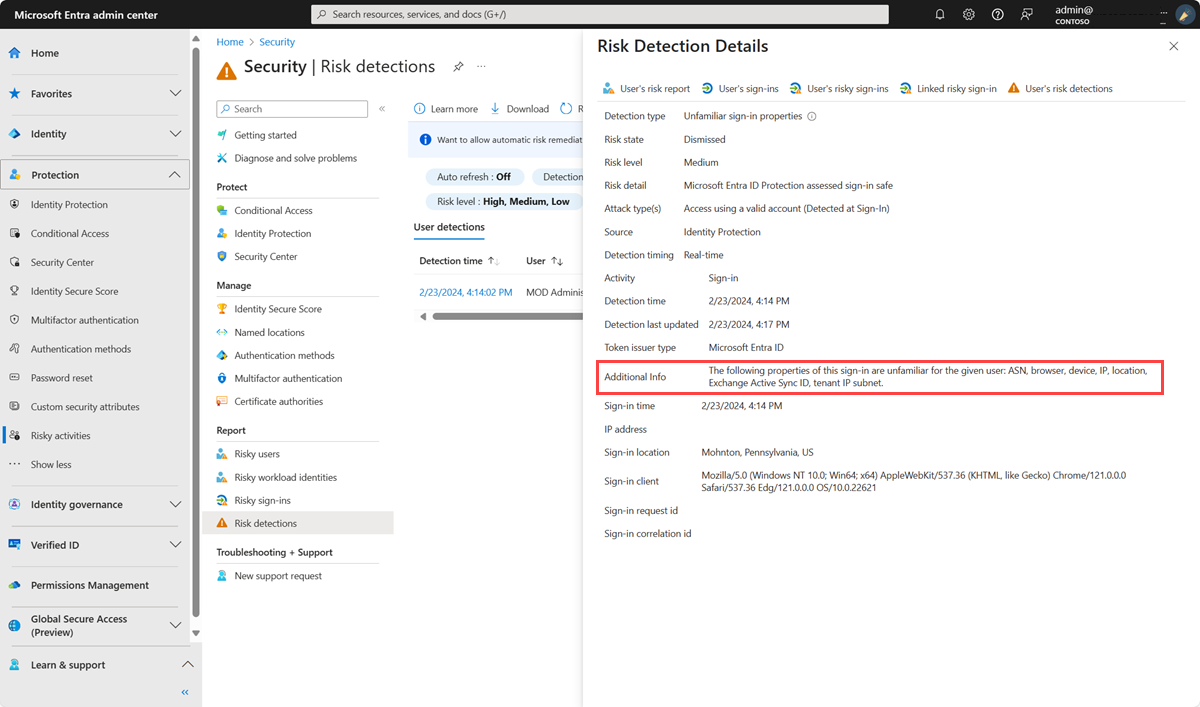 Microsoft Entra admin center
Search resources, services, and docs (G+/)
admin@
CONTOSO
Home
Favorites
Identity
Protection
Identity Protection
Conditional Access
Security Center
Identity Secure Score
Multifactor authentication
Authentication methods
Password reset
Custom security attributes
Risky activities
Show less
Identity governance
Verified ID
Permissions Management
Global Secure Access
(Preview)
Learn & support
Home > Security
Security | Risk detections
Search
Getting started
Diagnose and solve problems
Protect
Conditional Access
Identity Protection
Security Center
Manage
Identity Secure Score
Named locations
Authentication methods
Multifactor authentication
Certificate authorities
Report
Risky users
Risky workload identities
Risky sign-ins
Risk detections
Troubleshooting + Support
New support request
Learn more Download R
Want to allow automatic risk remediat
Auto refresh : Off Detection
Risk level : High, Medium, Low
User detections
Detection time User
2/23/2024, 4:14:02 PM MOD Adminis
Risk Detection Details
User's risk report User's sign-ins User's risky sign-ins Linked risky sign-in User's risk detections
Detection type Unfamiliar sign-in properties
Risk state Dismissed
Risk level Medium
Risk detail Microsoft Entra ID Protection assessed sign-in safe
Attack type(s) Access using a valid account (Detected at Sign-In)
Source Identity Protection
Detection timing Real-time
Activity Sign-in
Detection time 2/23/2024, 4:14 PM
Detection last updated 2/23/2024, 4:17 PM
Token issuer type Microsoft Entra ID
Additional Info The following properties of this sign-in are unfamiliar for the given user: ASN, browser, device, IP, location,
Exchange Active Sync ID, tenant IP subnet.
Sign-in time 2/23/2024, 4:14 PM
IP address
Sign-in location Mohnton, Pennsylvania, US
Sign-in client Mozilla/5.0 (Windows NT 10.0; Win64; x64) AppleWebKit/537.36 (KHTML, like Gecko) Chrome/121.0.0.0
Safari/537.36 Edg/121.0.0.0 OS/10.0.22621
Sign-in request id
Sign-in correlation id